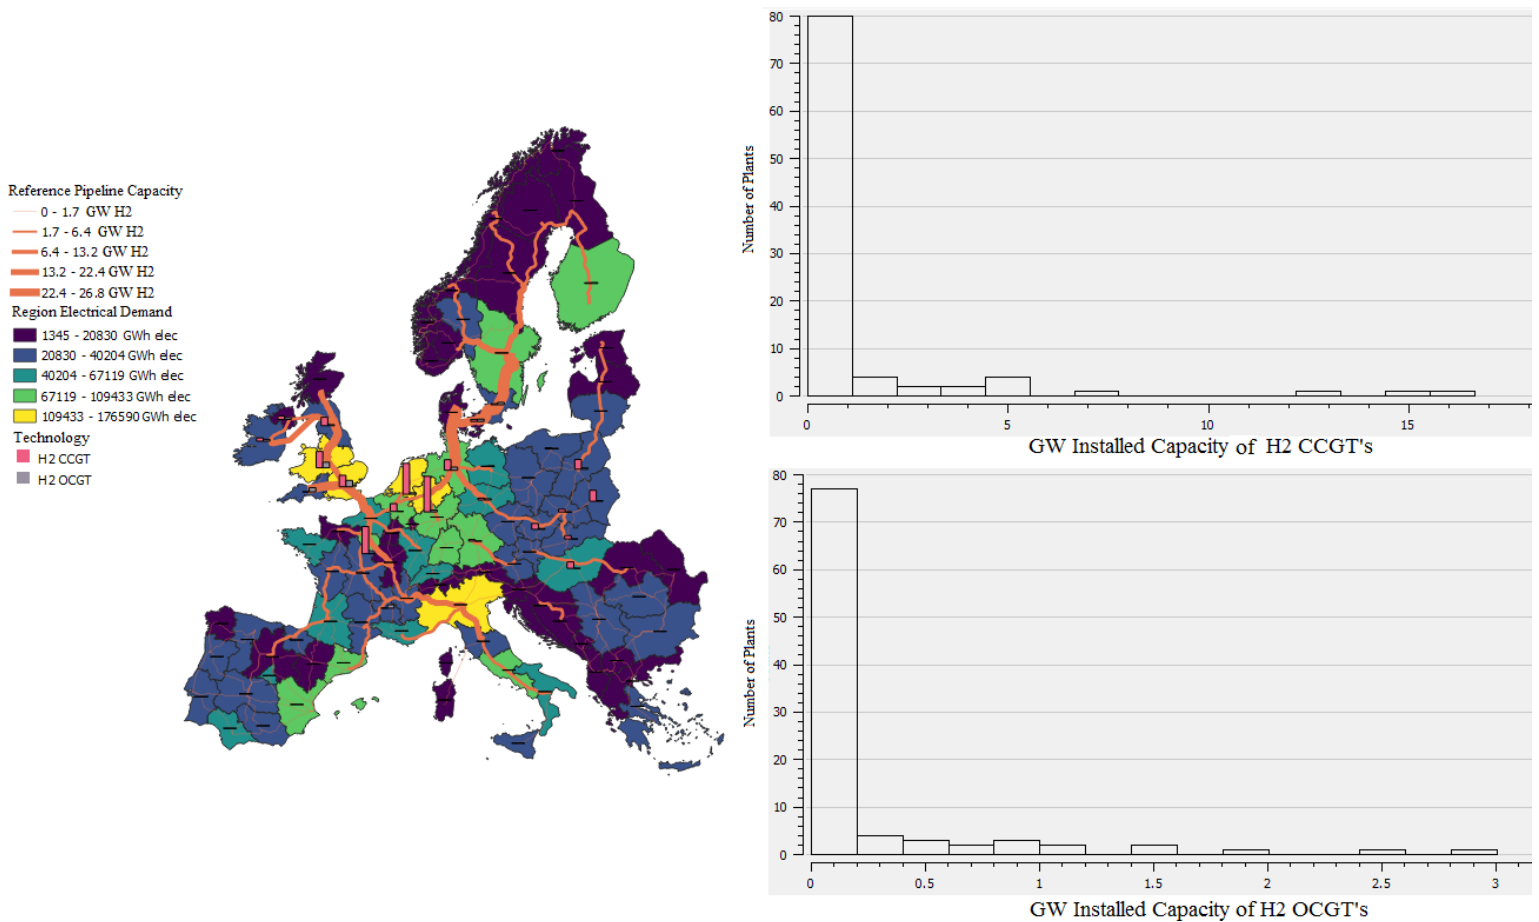 Reference Pipeline Capacity
0 - 1.7 GW H2
1.7 - 6.4 GW H2
6.4 - 13.2 GW H2
13.2 - 22.4 GW H2
22.4 - 26.8 GW H2
Region Electrical Demand
1345 - 20830 GWh elec
20830 - 40204 GWh elec
40204 - 67119 GWh elec
67119 - 109433 GWh elec
109433 - 176590 GWh elec
Technology
H2 CCGT
H2 OCGT
80
70
60
50
40
30
20
10
0
Number of Plants
0 5 10 15
GW Installed Capacity of H2 CCGT's
80
70
60
50
40
30
20
10
0
Number of Plants
0 0.5 1 1.5 2 2.5 3
GW Installed Capacity of H2 OCGT's